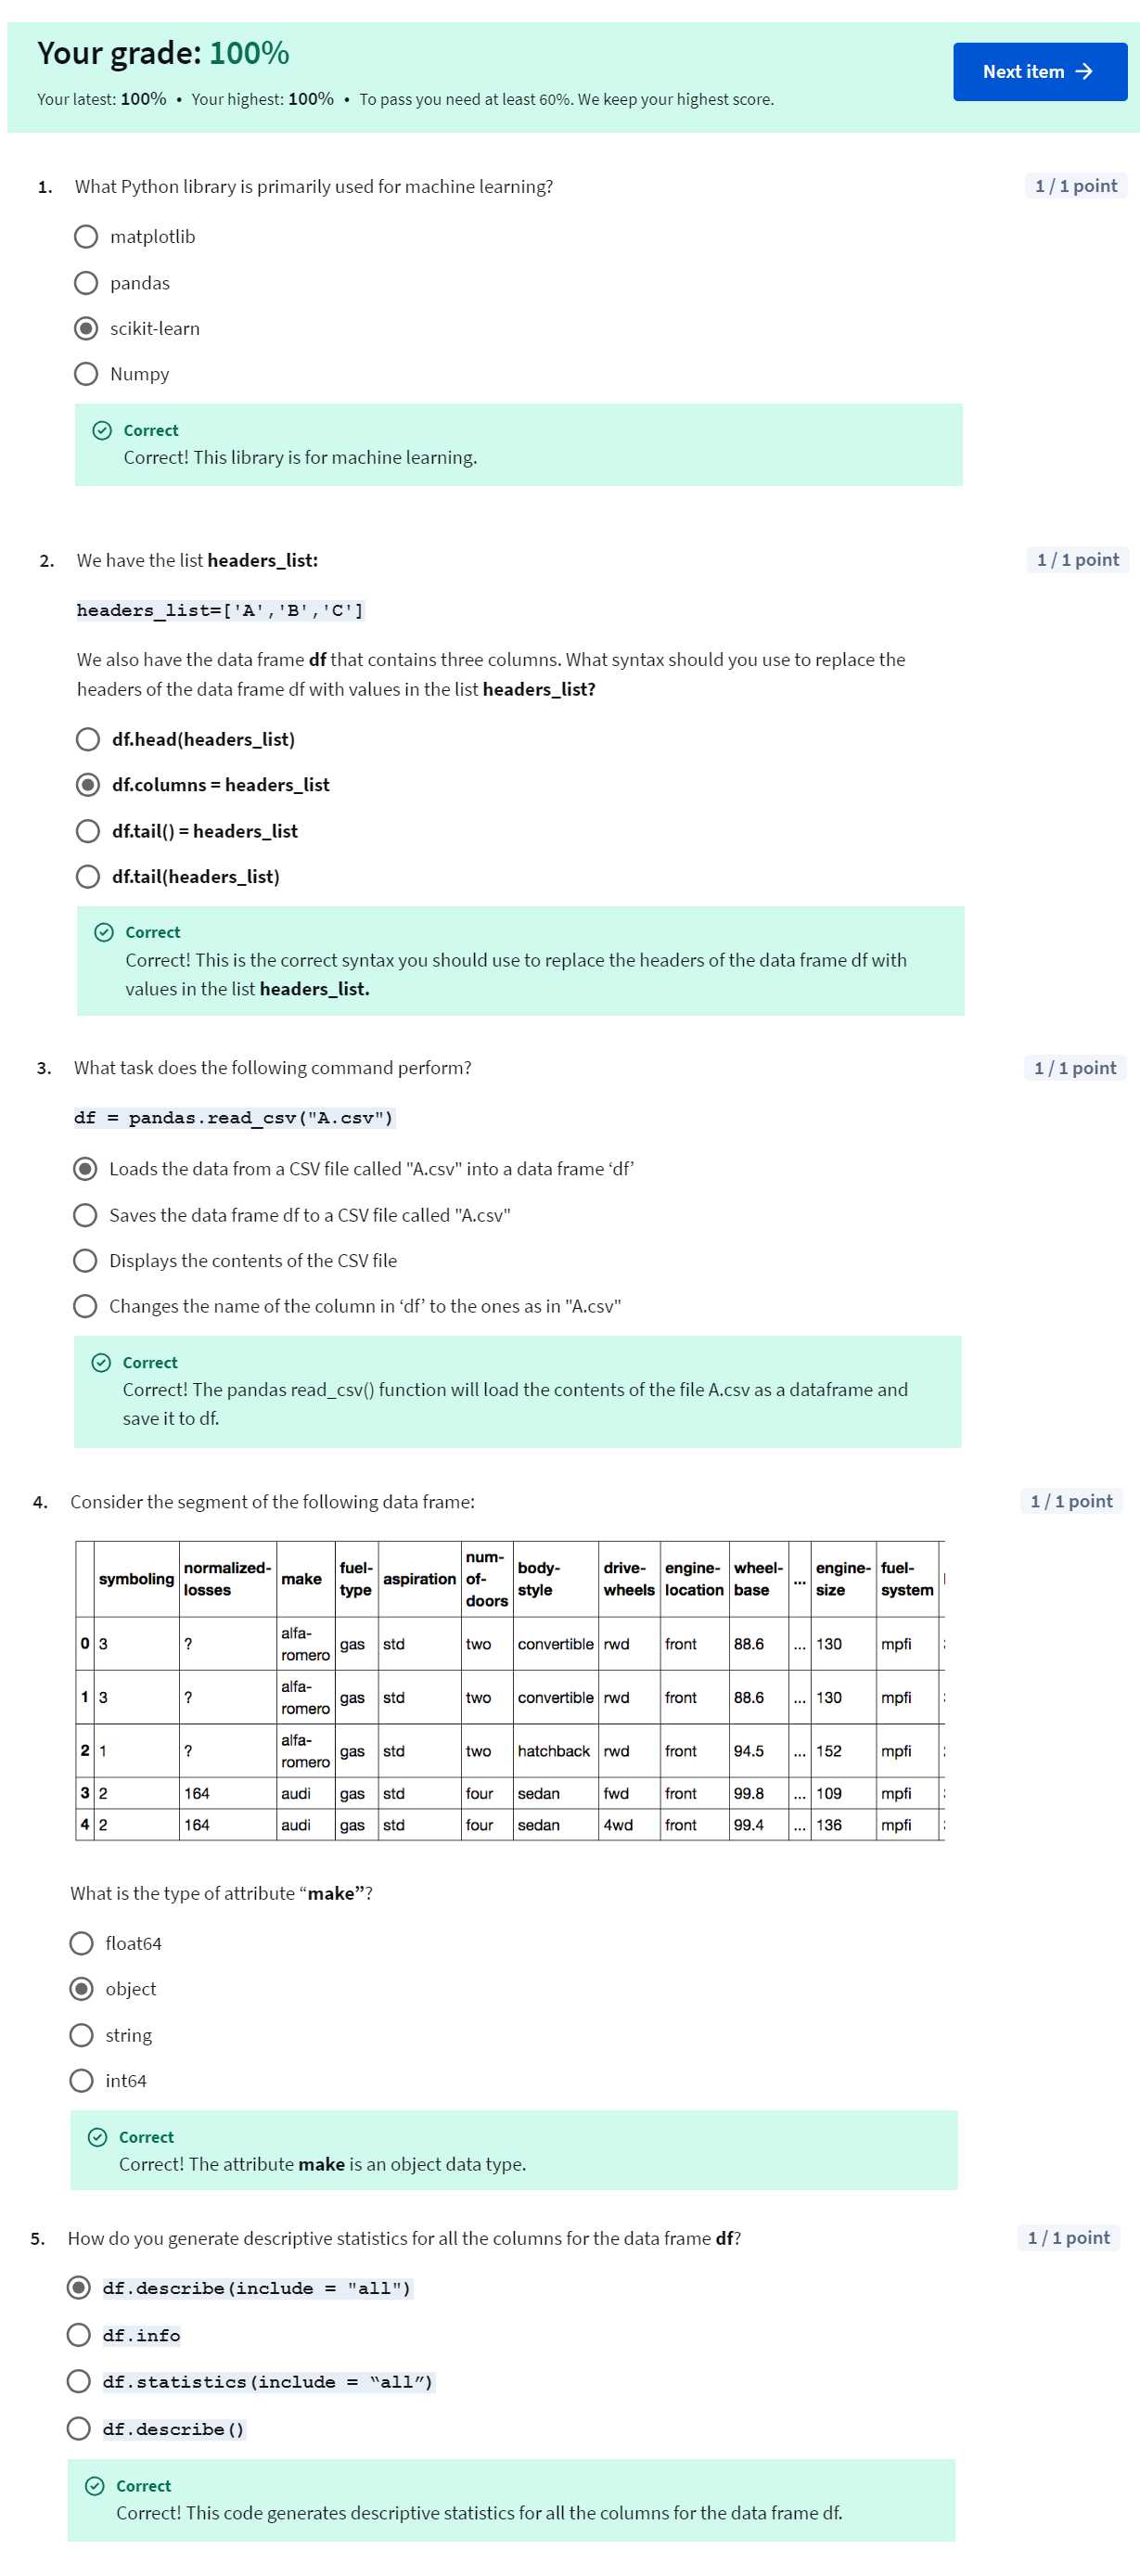 Your grade: 100%
Next item →
Your latest: 100% • Your highest: 100% • To pass you need at least 60%. We keep your highest score.
1. What Python library is primarily used for machine learning? 1 / 1 point
matplotlib
pandas
scikit-learn
Numpy
Correct
Correct! This library is for machine learning.
2. We have the list headers_list: 1 / 1 point
headers_list=['A','B','C']
We also have the data frame df that contains three columns. What syntax should you use to replace the
headers of the data frame df with values in the list headers_list?
df.head(headers_list)
df.columns = headers_list
df.tail() = headers_list
df.tail(headers_list)
Correct
Correct! This is the correct syntax you should use to replace the headers of the data frame df with
values in the list headers_list.
3. What task does the following command perform? 1 / 1 point
df = pandas.read_csv("A.csv")
Loads the data from a CSV file called "A.csv" into a data frame ‘df’
Saves the data frame df to a CSV file called "A.csv"
Displays the contents of the CSV file
Changes the name of the column in ‘df’ to the ones as in "A.csv"
Correct
Correct! The pandas read_csv() function will load the contents of the file A.csv as a dataframe and
save it to df.
4. Consider the segment of the following data frame: 1 / 1 point
symboling normalized-losses make fuel-type aspiration num-of-doors body-style drive-wheels engine-location wheel-base ... engine-size fuel-system
0 3 ? alfa-romero gas std two convertible rwd front 88.6 ... 130 mpfi
1 3 ? alfa-romero gas std two convertible rwd front 88.6 ... 130 mpfi
2 1 ? alfa-romero gas std two hatchback rwd front 94.5 ... 152 mpfi
3 2 164 audi gas std four sedan fwd front 99.8 ... 109 mpfi
4 2 164 audi gas std four sedan 4wd front 99.4 ... 136 mpfi
What is the type of attribute “make”?
float64
object
string
int64
Correct
Correct! The attribute make is an object data type.
5. How do you generate descriptive statistics for all the columns for the data frame df? 1 / 1 point
df.describe(include = "all")
df.info
df.statistics(include = “all”)
df.describe()
Correct
Correct! This code generates descriptive statistics for all the columns for the data frame df.